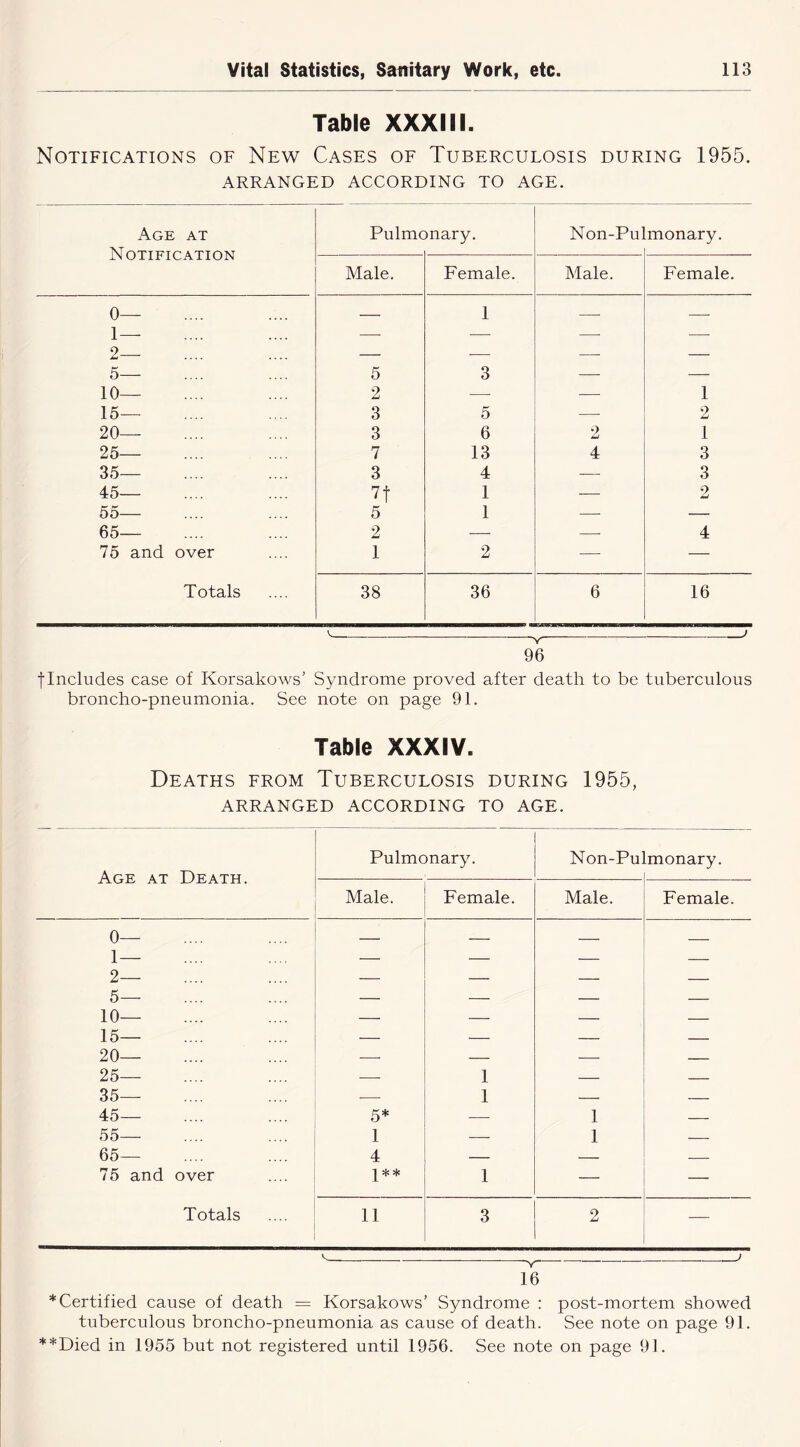 Vital Statistics, Sanitary Work, etc. 113
Table XXXIII.
Notifications of New Cases of Tuberculosis during 1955.
ARRANGED ACCORDING TO AGE.
Age at Notification Pulmonary. Non-Pulmonary.
Male. Female. Male. Female.
0— .... .... — 1 — —
1— .... .... — — — —
2— .... .... — — — —
5— .... .... 5 3 — —
10— .... .... 2 — — 1
15— .... .... 3 5 — 2
20— .... .... 3 6 2 1
25— .... .... 7 13 4 3
35— .... .... 3 4 — 3
45— .... .... 7† 1 — 2
55— .... .... 5 1 — —
65— .... .... 2 — — 4
75 and over .... 1 2 — —
Totals .... 38 36 6 16
96
†Includes case of Korsakows' Syndrome proved after death to be tuberculous
broncho-pneumonia. See note on page 91.
Table XXXIV.
Deaths from Tuberculosis during 1955,
ARRANGED ACCORDING TO AGE.
Age at Death. Pulmonary. Non-Pulmonary.
Male. Female. Male. Female.
0— .... .... — — — —
1— .... .... — — — —
2— .... .... — — — —
5— .... .... — — — —
10— .... .... — — — —
15— .... .... — — — —
20— .... .... — — — —
25— .... .... — 1 — —
35— .... .... — 1 — —
45— .... .... 5* — 1 —
55— .... .... 1 — 1 —
65— .... .... 4 — — —
75 and over .... 1** 1 — —
Totals .... 11 3 2 —
16
*Certified cause of death = Korsakows' Syndrome : post-mortem showed
tuberculous broncho-pneumonia as cause of death. See note on page 91.
**Died in 1955 but not registered until 1956. See note on page 91.